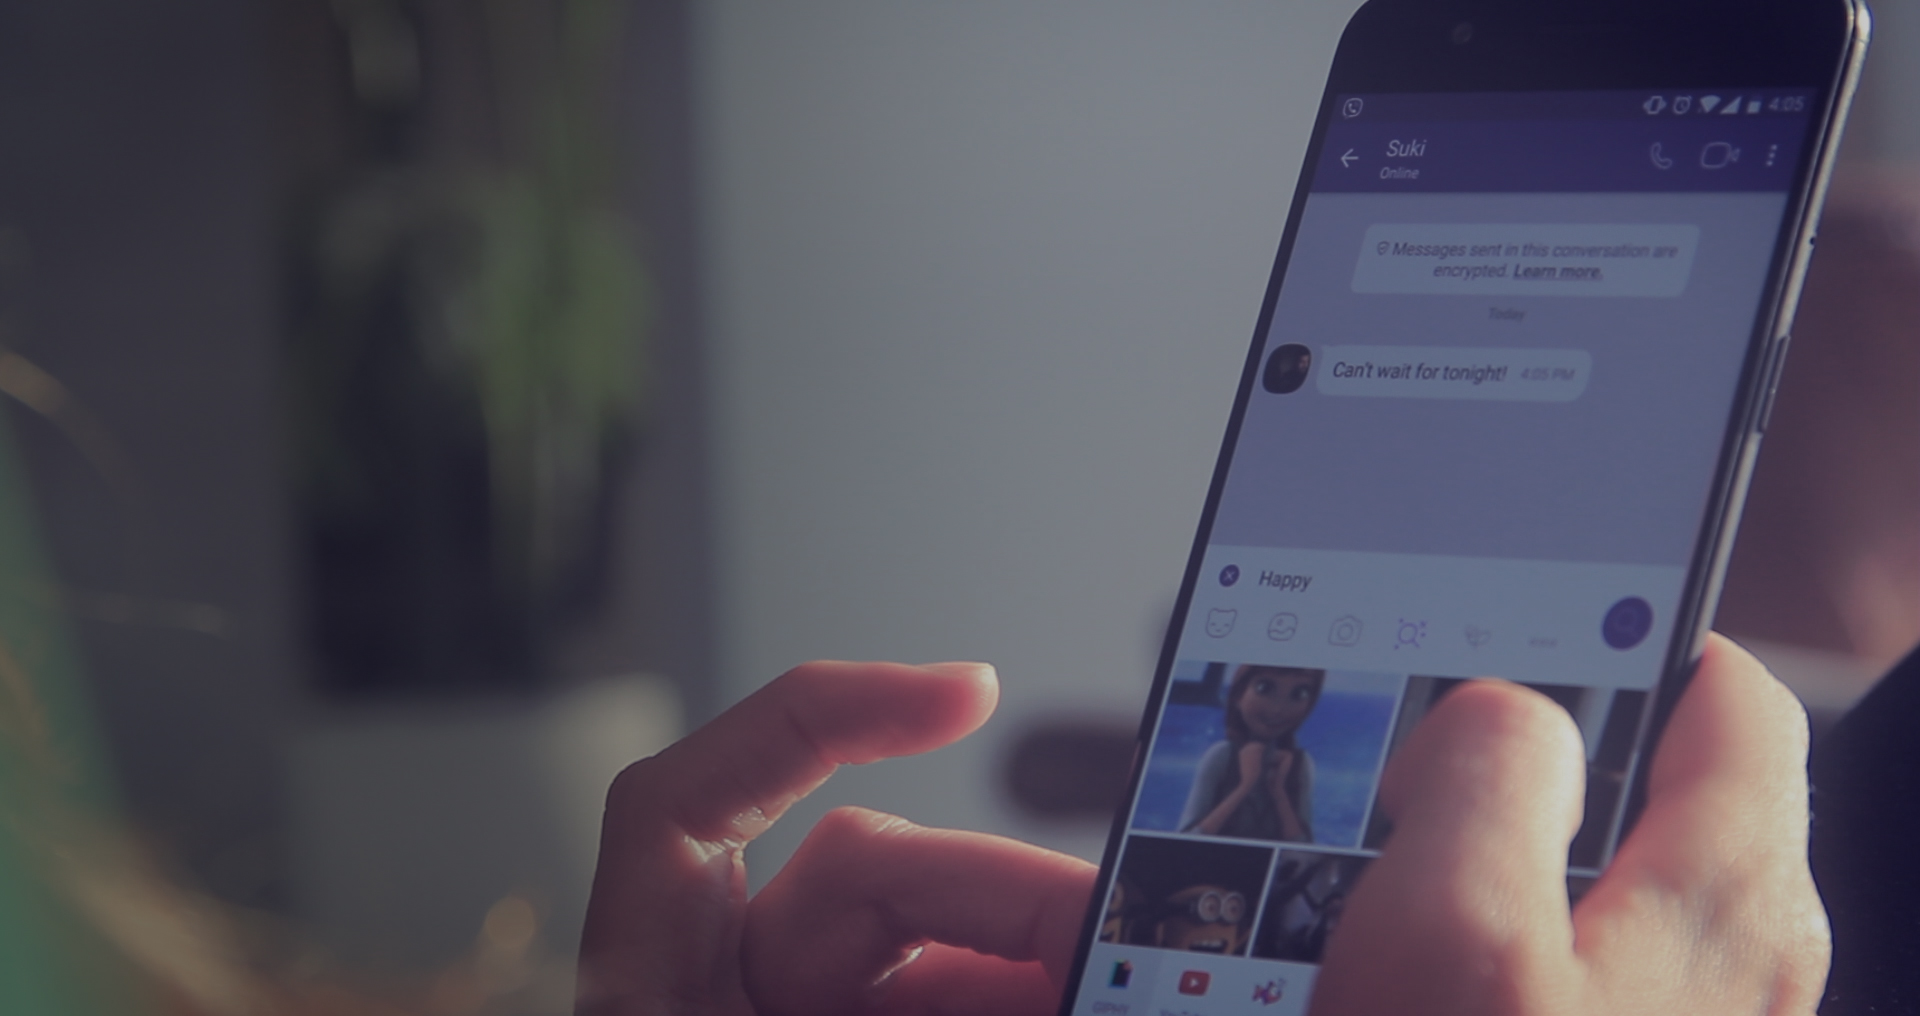 4:05
Suki
Online
Messages sent in this conversation are
encrypted. Learn more.
Today
Can't wait for tonight! 4:05 PM
Happy